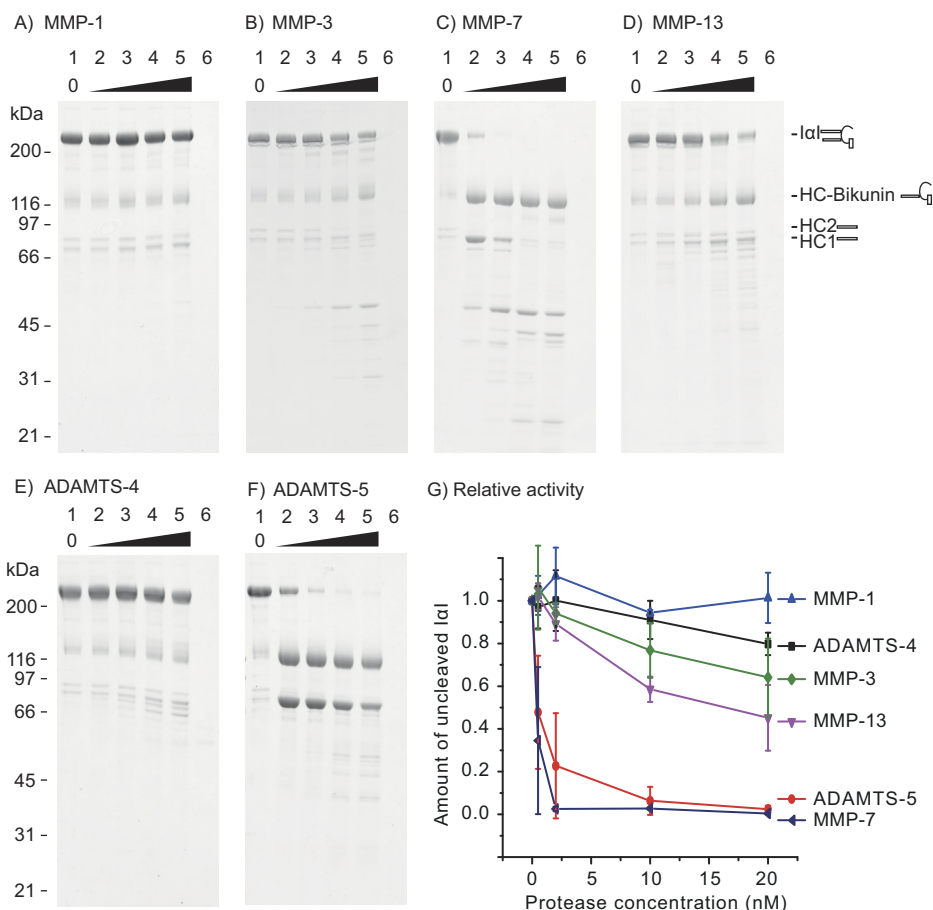 A) MMP-1
B) MMP-3
C) MMP-7
D) MMP-13
1 2 3 4 5 6
1 2 3 4 5 6
1 2 3 4 5 6
1 2 3 4 5 6
0
0
0
0
kDa
200
116
97
66
45
31
21
IαI
HC-Bikunin
HC2
HC1
E) ADAMTS-4
F) ADAMTS-5
G) Relative activity
1 2 3 4 5 6
1 2 3 4 5 6
0
0
kDa
200
116
97
66
45
31
21
Amount of uncleaved IαI
1.0
0.8
0.6
0.4
0.2
0.0
MMP-1
ADAMTS-4
MMP-3
MMP-13
ADAMTS-5
MMP-7
0 5 10 15 20
Protease concentration (nM)